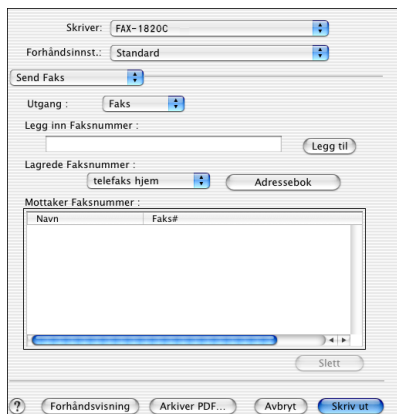 Skriver: FAX-1820C
Forhåndsinnst.: Standard
Send Faks
Utgang : Faks
Legg inn Faksnummer :
Legg til
Lagrede Faksnummer :
telefaks hjem Adressebok
Mottaker Faksnummer :
Navn Faks#
Slett
? Forhåndsvisning Arkiver PDF... Avbryt Skriv ut